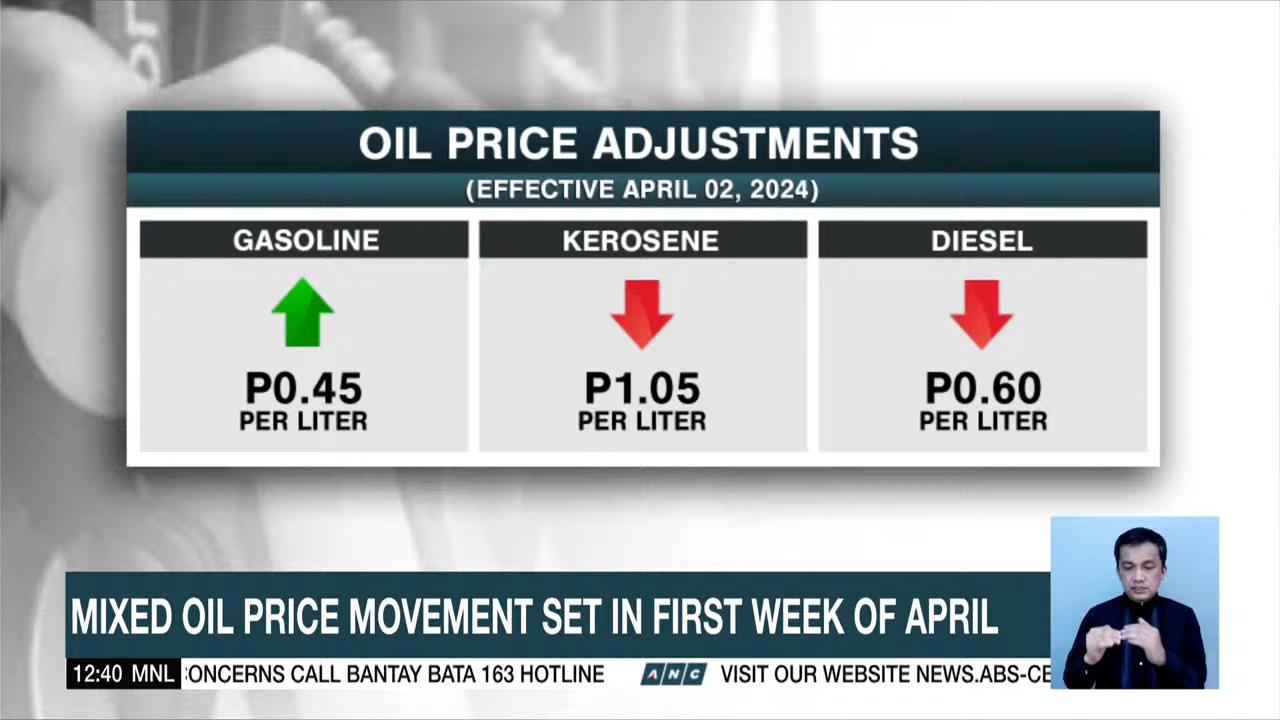 OIL PRICE ADJUSTMENTS
(EFFECTIVE APRIL 02, 2024)
GASOLINE
P0.45
PER LITER
KEROSENE
P1.05
PER LITER
DIESEL
P0.60
PER LITER
MIXED OIL PRICE MOVEMENT SET IN FIRST WEEK OF APRIL
12:40 MNL ONCERNS CALL BANTAY BATA 163 HOTLINE ANC VISIT OUR WEBSITE NEWS.ABS-CE